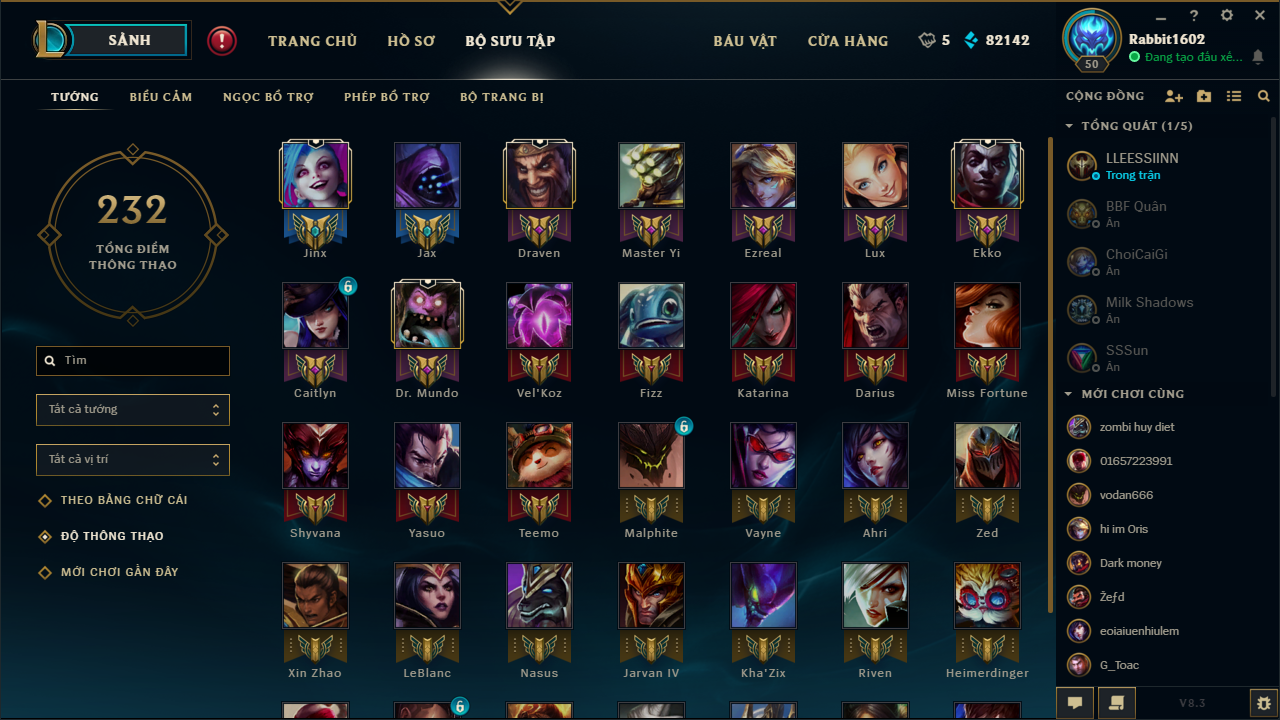 SẢNH
TRANG CHỦ
HỒ SƠ
BỘ SƯU TẬP
BÁU VẬT
CỬA HÀNG
5
82142
50
Rabbit1602
Đang tạo đấu xế...
TƯỚNG
BIỂU CẢM
NGỌC BỔ TRỢ
PHÉP BỔ TRỢ
BỘ TRANG BỊ
232
TỔNG ĐIỂM
THÔNG THẠO
Tìm
Tất cả tướng
Tất cả vị trí
THEO BẢNG CHỮ CÁI
ĐỘ THÔNG THẠO
MỚI CHƠI GẦN ĐÂY
Jinx
Jax
Draven
Master Yi
Ezreal
Lux
Ekko
6
Caitlyn
Dr. Mundo
Vel'Koz
Fizz
Katarina
Darius
Miss Fortune
6
Shyvana
Yasuo
Teemo
Malphite
Vayne
Ahri
Zed
Xin Zhao
LeBlanc
Nasus
Jarvan IV
Kha'Zix
Riven
Heimerdinger
6
CỘNG ĐỒNG
TỔNG QUÁT (1/5)
LLEESSIINN
Trong trận
BBF Quân
Ẩn
ChoiCaiGi
Ẩn
Milk Shadows
Ẩn
SSSun
Ẩn
MỚI CHƠI CÙNG
zombi huy diet
01657223991
vodan666
hi im Oris
Dark money
Žeƒd
eoiaiuenhiulem
G_Toac
V8.3